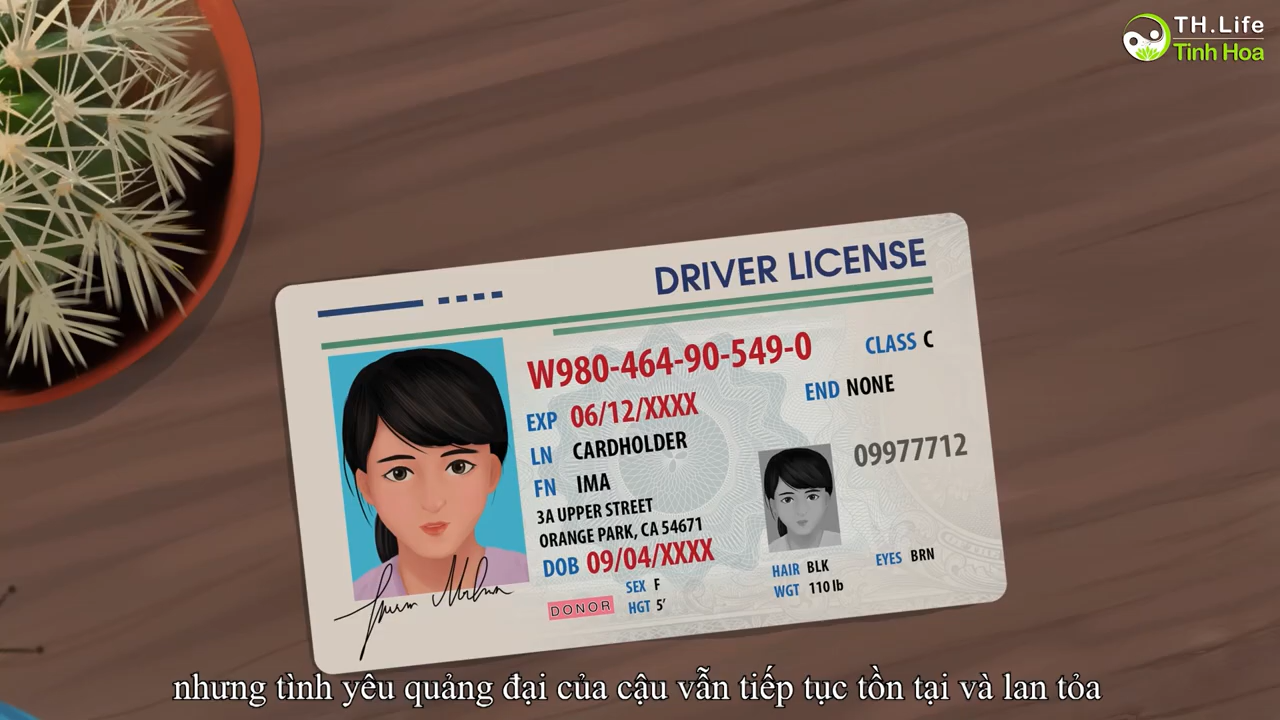 TH.Life
Tinh Hoa
DRIVER LICENSE
W980-464-90-549-0
CLASS C
EXP 06/12/XXXX
END NONE
LN CARDHOLDER
09977712
FN IMA
3A UPPER STREET
ORANGE PARK, CA 54671
DOB 09/04/XXXX
SEX F
HAIR BLK
EYES BRN
DONOR
HGT 5'
WGT 110 lb
nhưng tình yêu quảng đại của cậu vẫn tiếp tục tồn tại và lan tỏa